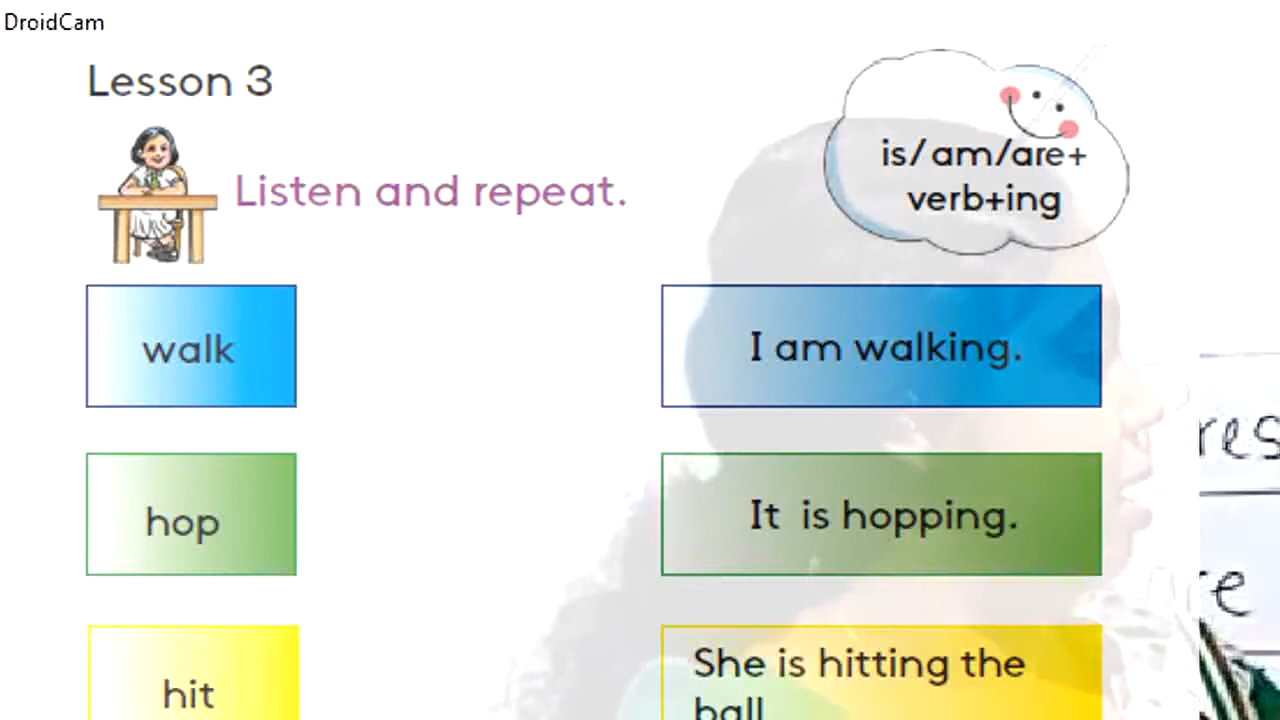 DroidCam
Lesson 3
is/am/are+
verb+ing
Listen and repeat.
walk
I am walking.
hop
It is hopping.
hit
She is hitting the
ball